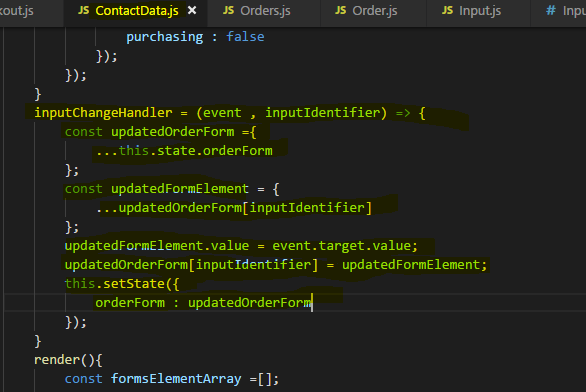 kout.js JS ContactData.js × JS Orders.js JS Order.js JS Input.js # Inpu
purchasing : false
});
});
}
inputChangeHandler = (event , inputIdentifier) => {
const updatedOrderForm ={
...this.state.orderForm
};
const updatedFormElement = {
...updatedOrderForm[inputIdentifier]
};
updatedFormElement.value = event.target.value;
updatedOrderForm[inputIdentifier] = updatedFormElement;
this.setState({
orderForm : updatedOrderForm
});
}
render(){
const formsElementArray =[];